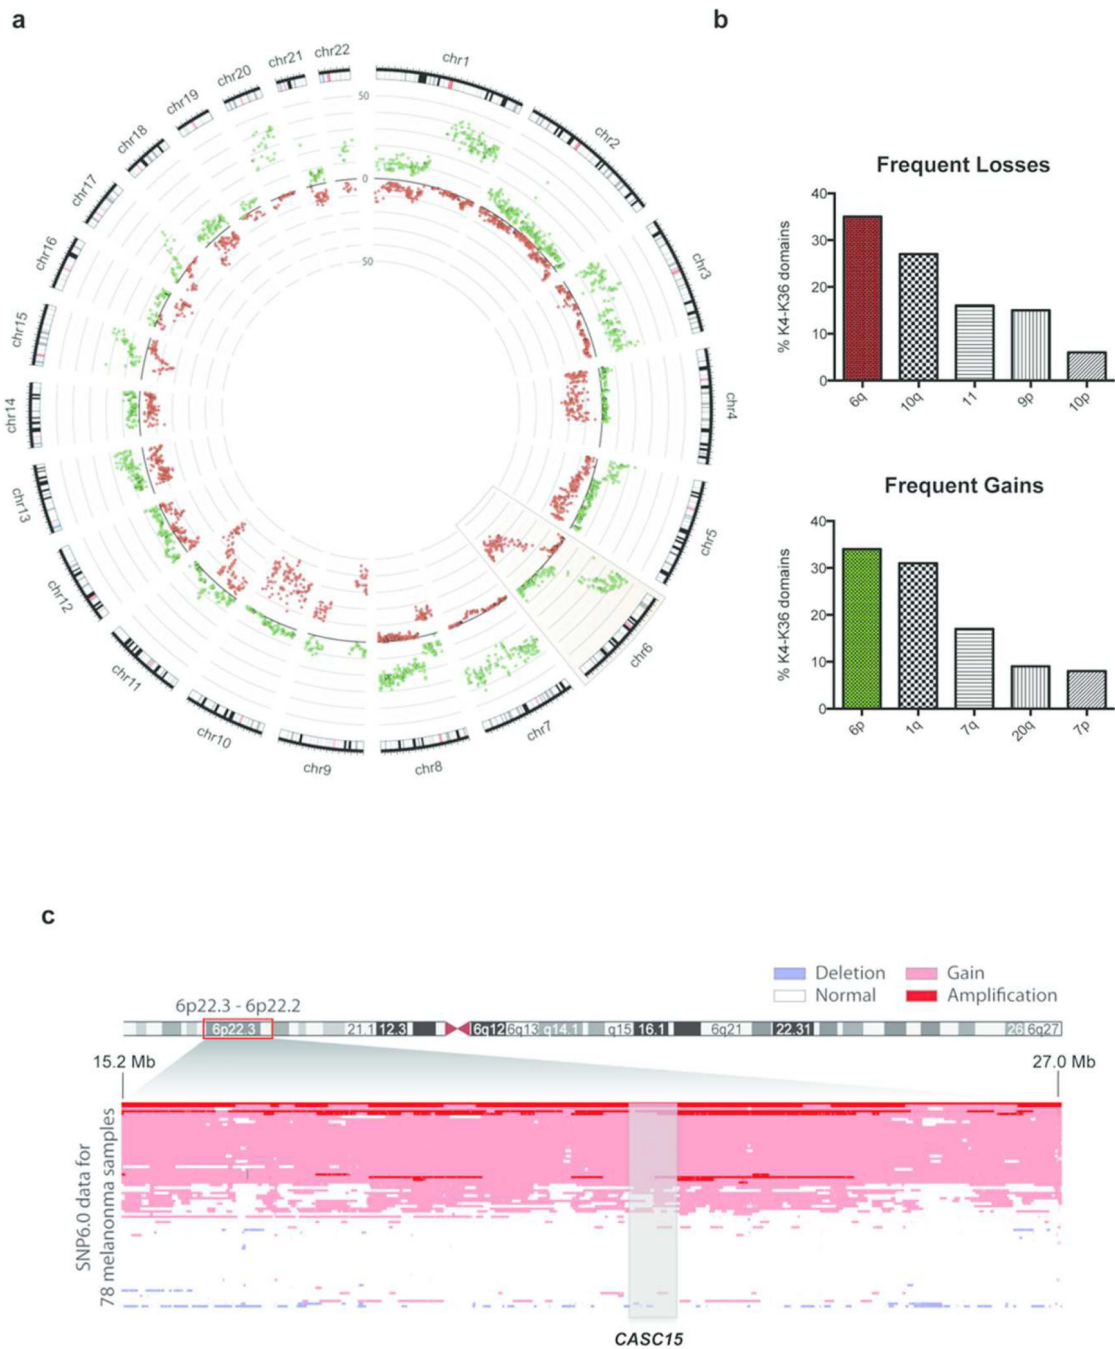 a
chr1
chr2
chr3
chr4
chr5
chr6
chr7
chr8
chr9
chr10
chr11
chr12
chr13
chr14
chr15
chr16
chr17
chr18
chr19
chr20
chr21
chr22
50
0
50
b
Frequent Losses
% K4-K36 domains
40
30
20
10
0
6q
10q
11
9p
10p
Frequent Gains
% K4-K36 domains
40
30
20
10
0
6p
1q
7q
20q
7p
c
Deletion
Gain
Normal
Amplification
6p22.3 - 6p22.2
6p22.3
21.1
12.3
6q12
6q13
q14.1
q15
16.1
6q21
22.31
26
6q27
15.2 Mb
27.0 Mb
SNP6.0 data for
78 melanonma samples
CASC15